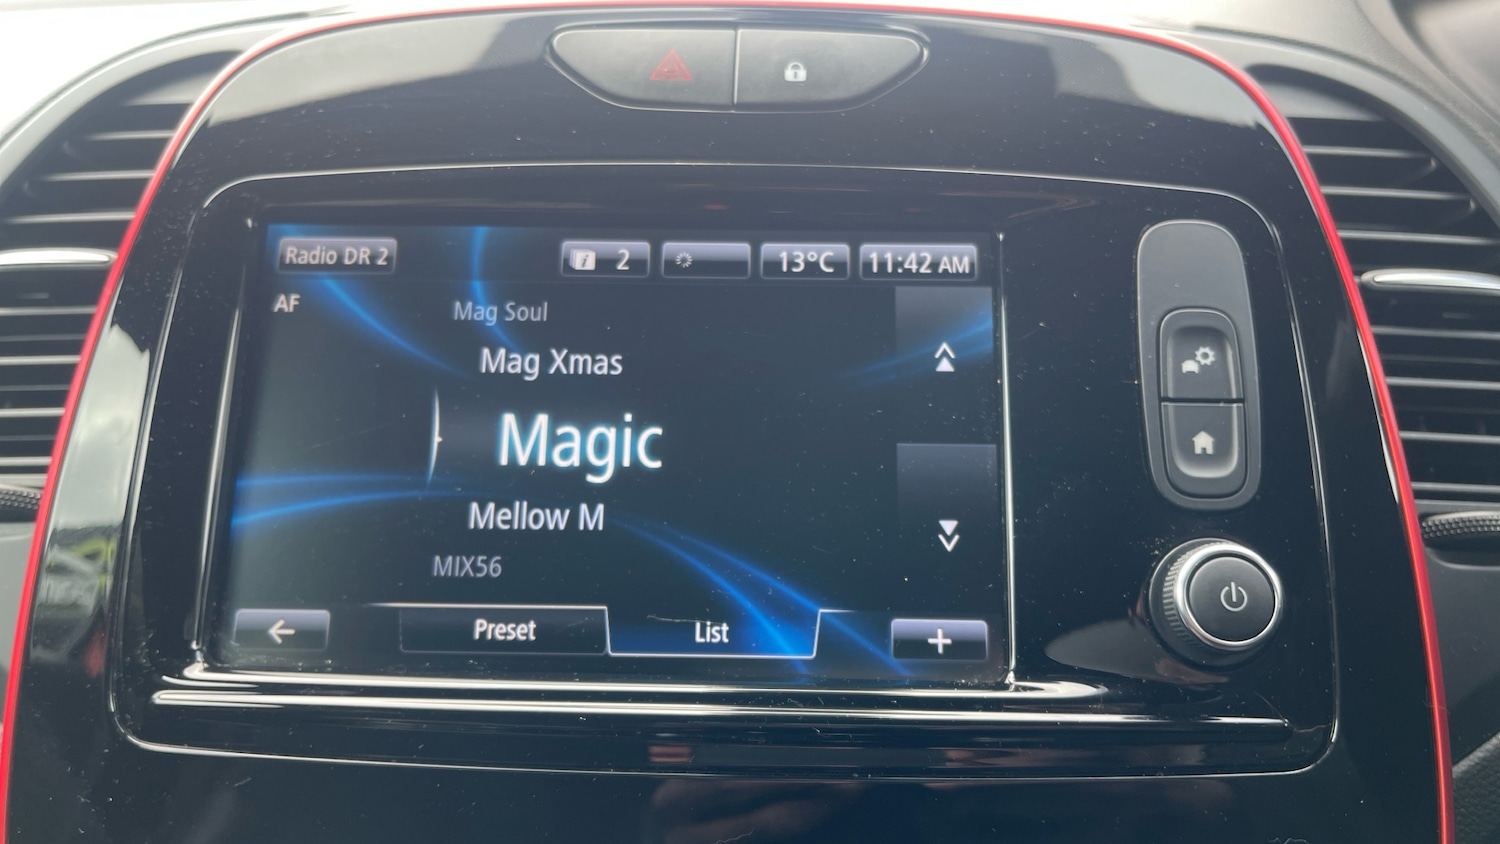 Radio DR 2
2
13°C
11:42 AM
AF
Mag Soul
Mag Xmas
Magic
Mellow M
MIX56
Preset
List
+